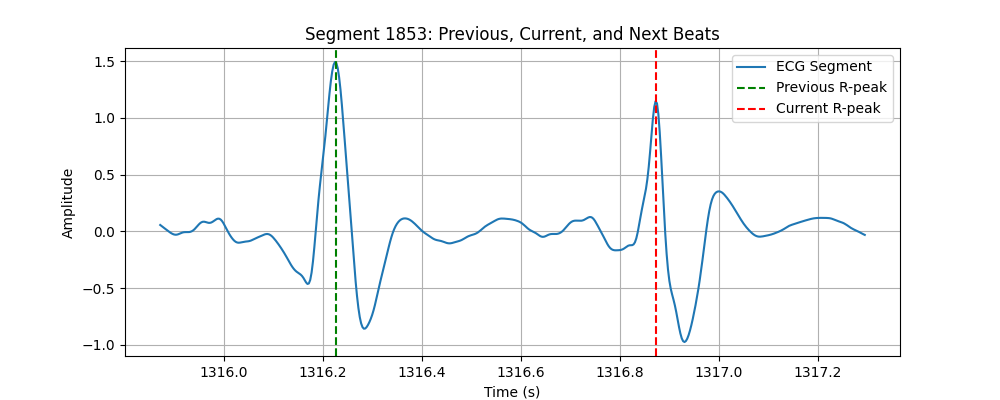 Segment 1853: Previous, Current, and Next Beats
ECG Segment
Previous R-peak
Current R-peak
1.5
1.0
0.5
0.0
−0.5
−1.0
Amplitude
1316.0 1316.2 1316.4 1316.6 1316.8 1317.0 1317.2
Time (s)